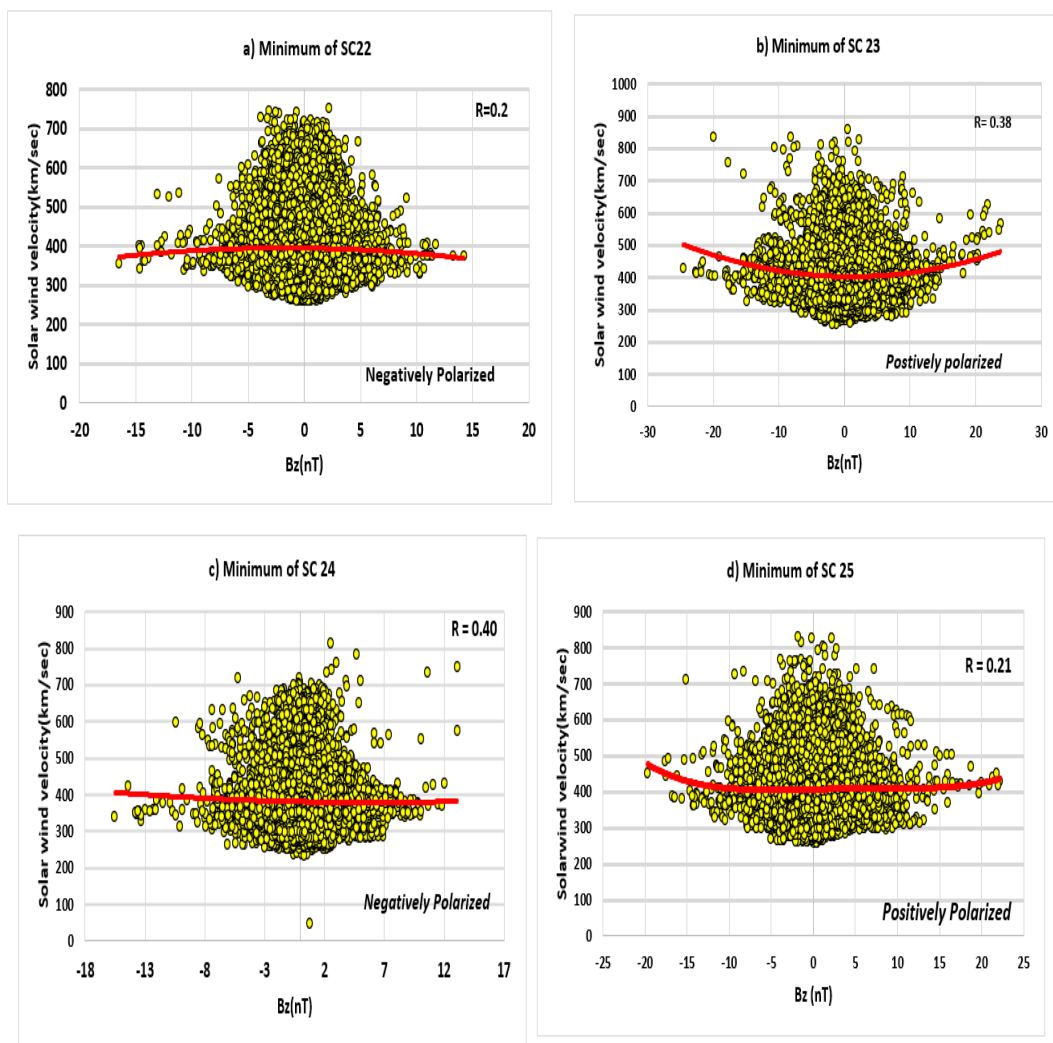 a) Minimum of SC22
R=0.2
Solar wind velocity(km/sec)
800
700
600
500
400
300
200
100
0
Negatively Polarized
-20 -15 -10 -5 0 5 10 15 20
Bz(nT)
b) Minimum of SC 23
R= 0.38
Solar wind velocity(km/sec)
1000
900
800
700
600
500
400
300
200
100
0
Postively polarized
-30 -20 -10 0 10 20 30
Bz(nT)
c) Minimum of SC 24
R = 0.40
Solar wind velocity(km/sec)
900
800
700
600
500
400
300
200
100
0
Negatively Polarized
-18 -13 -8 -3 2 7 12 17
Bz(nT)
d) Minimum of SC 25
R = 0.21
Solarwind velocity(km/sec)
900
800
700
600
500
400
300
200
100
0
Positively Polarized
-25 -20 -15 -10 -5 0 5 10 15 20 25
Bz (nT)